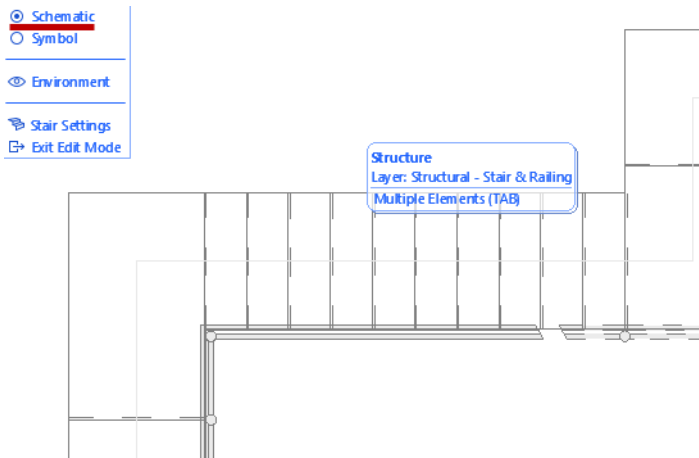 Schematic
Symbol
Environment
Stair Settings
Exit Edit Mode
Structure
Layer: Structural - Stair & Railing
Multiple Elements (TAB)